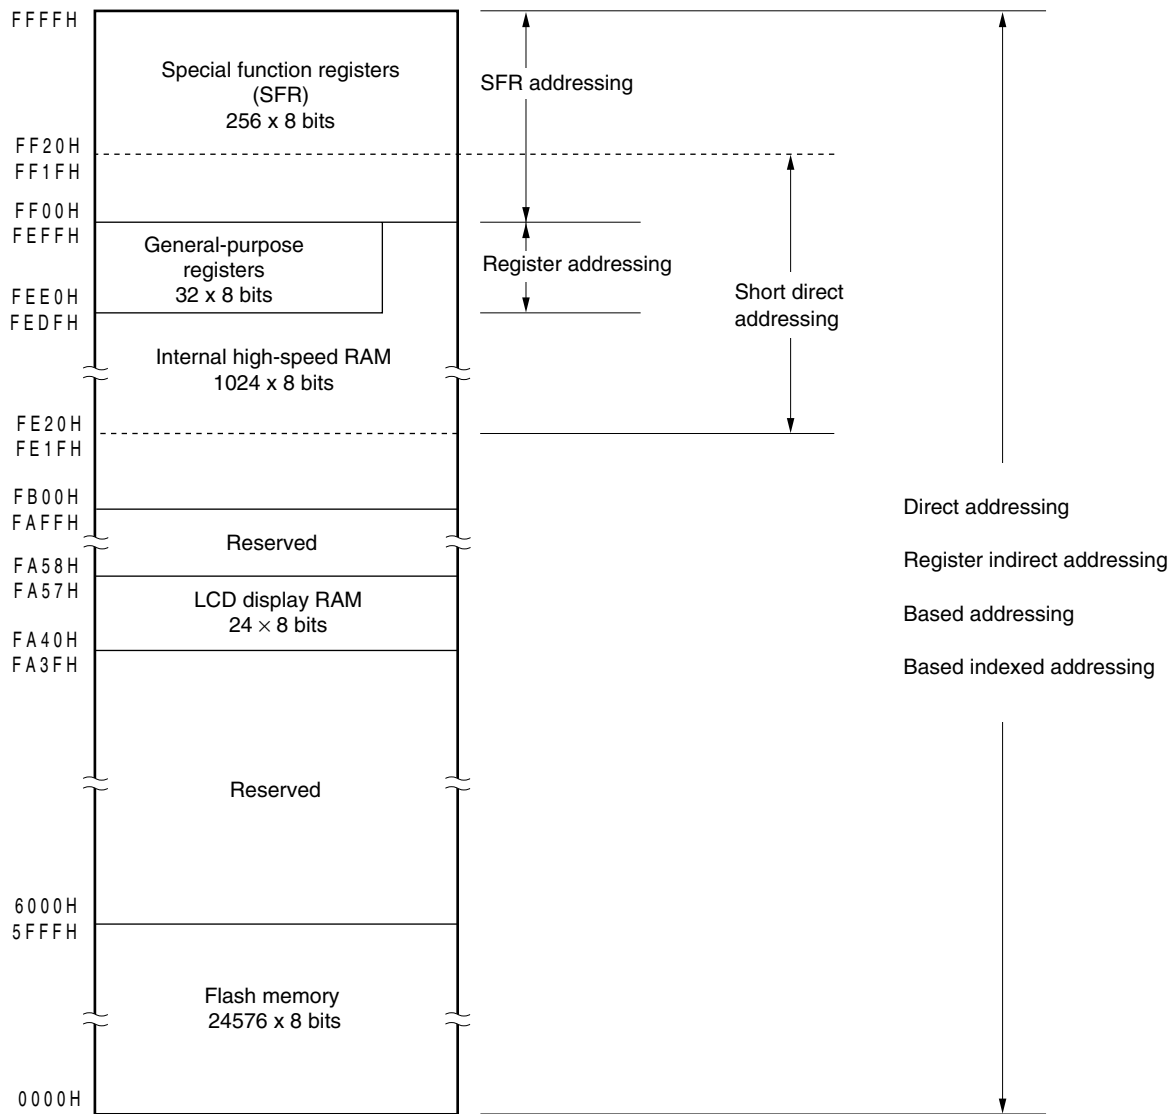 FFFFH
Special function registers
(SFR)
256 x 8 bits
SFR addressing
FF20H
FF1FH
FF00H
FEFFH
General-purpose
registers
32 x 8 bits
Register addressing
Short direct
addressing
FEE0H
FEDFH
Internal high-speed RAM
1024 x 8 bits
FE20H
FE1FH
FB00H
FAFFH
Reserved
Direct addressing
Register indirect addressing
Based addressing
Based indexed addressing
FA58H
FA57H
LCD display RAM
24 × 8 bits
FA40H
FA3FH
Reserved
6000H
5FFFH
Flash memory
24576 x 8 bits
0000H